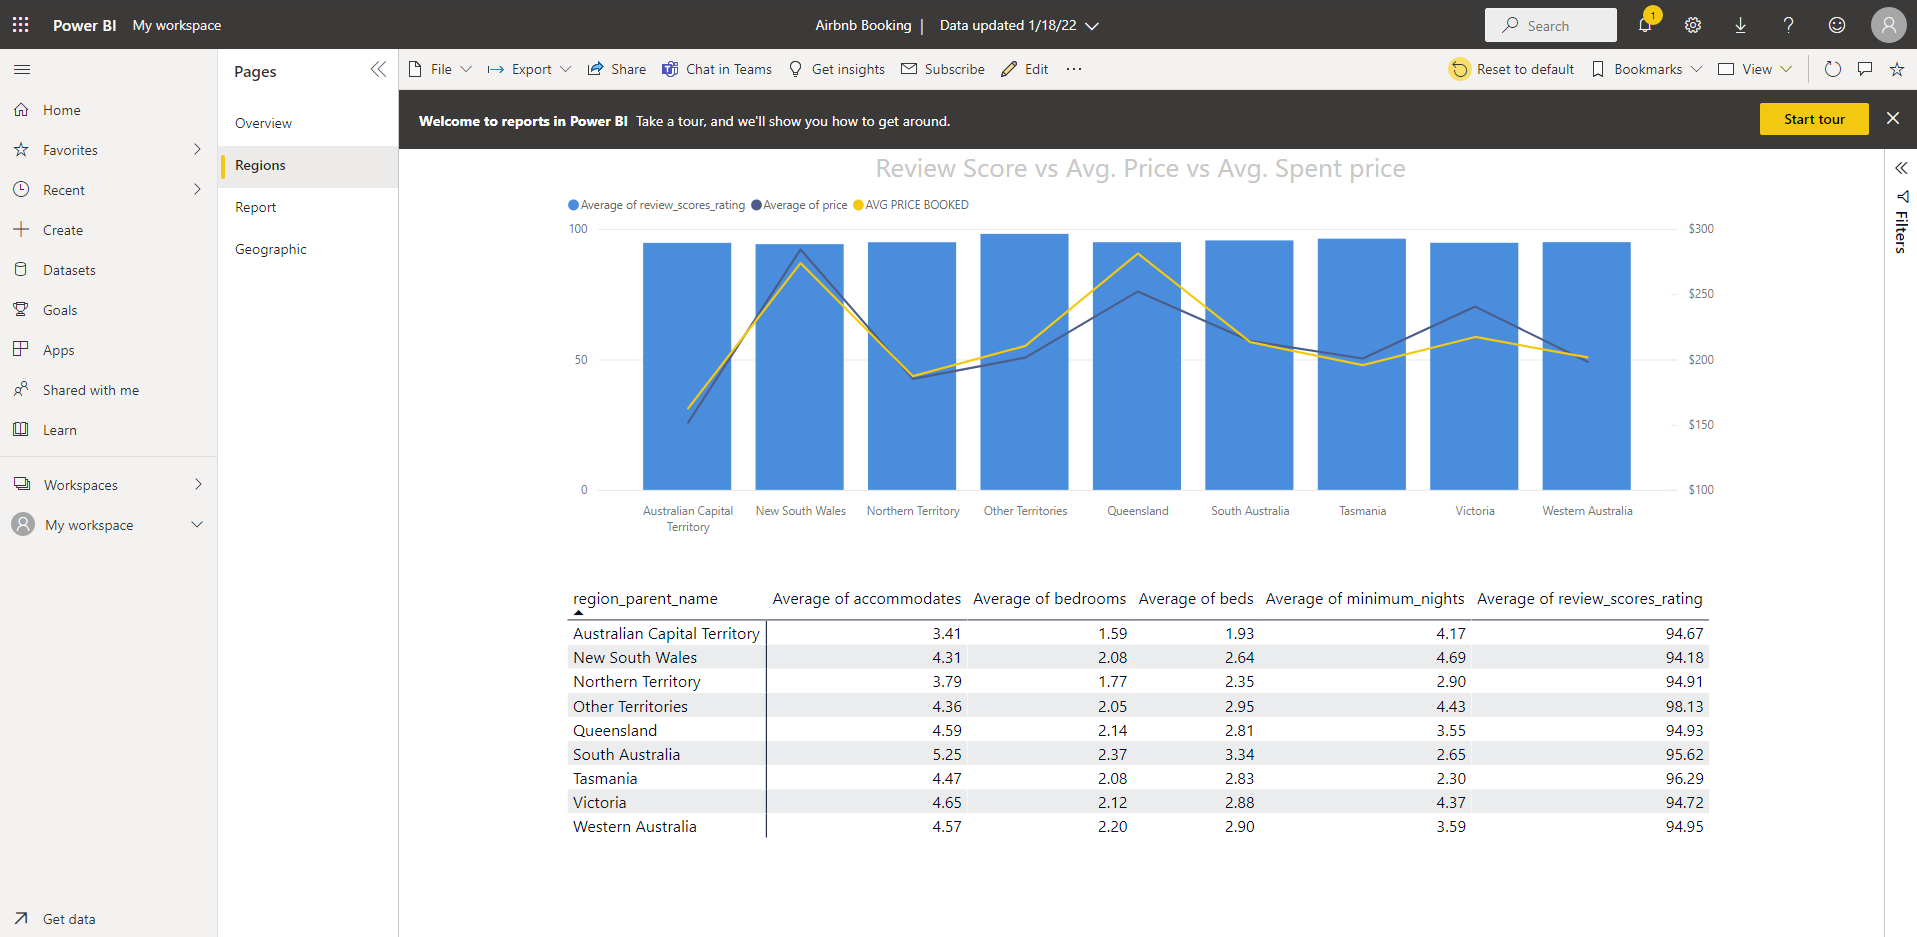 Power BI My workspace
Airbnb Booking | Data updated 1/18/22
Search
1
Home
Favorites
Recent
Create
Datasets
Goals
Apps
Shared with me
Learn
Workspaces
My workspace
Get data
Pages
Overview
Regions
Report
Geographic
File Export Share Chat in Teams Get insights Subscribe Edit ...
Reset to default Bookmarks View
Welcome to reports in Power BI Take a tour, and we'll show you how to get around.
Start tour
Filters
Review Score vs Avg. Price vs Avg. Spent price
Average of review_scores_rating Average of price AVG PRICE BOOKED
100
50
0
$300
$250
$200
$150
$100
Australian Capital
Territory
New South Wales
Northern Territory
Other Territories
Queensland
South Australia
Tasmania
Victoria
Western Australia
region_parent_name Average of accommodates Average of bedrooms Average of beds Average of minimum_nights Average of review_scores_rating
Australian Capital Territory 3.41 1.59 1.93 4.17 94.67
New South Wales 4.31 2.08 2.64 4.69 94.18
Northern Territory 3.79 1.77 2.35 2.90 94.91
Other Territories 4.36 2.05 2.95 4.43 98.13
Queensland 4.59 2.14 2.81 3.55 94.93
South Australia 5.25 2.37 3.34 2.65 95.62
Tasmania 4.47 2.08 2.83 2.30 96.29
Victoria 4.65 2.12 2.88 4.37 94.72
Western Australia 4.57 2.20 2.90 3.59 94.95